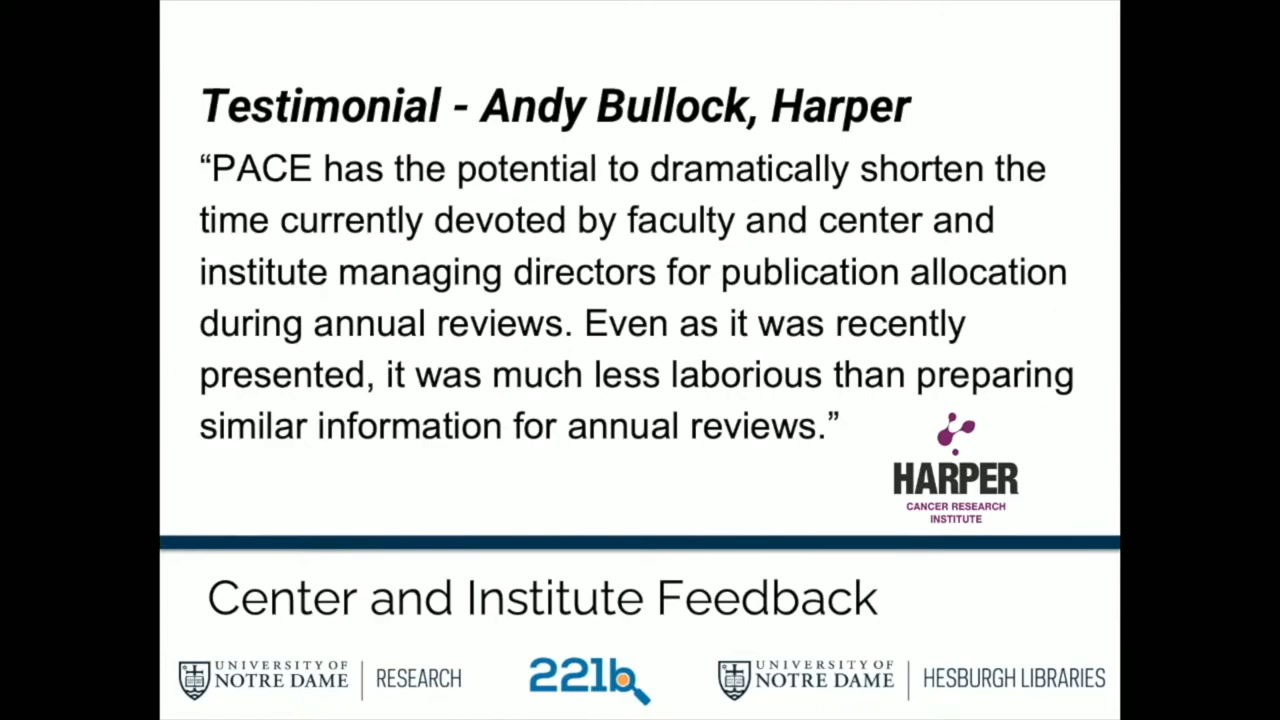 Testimonial - Andy Bullock, Harper
“PACE has the potential to dramatically shorten the
time currently devoted by faculty and center and
institute managing directors for publication allocation
during annual reviews. Even as it was recently
presented, it was much less laborious than preparing
similar information for annual reviews.”
HARPER
CANCER RESEARCH
INSTITUTE
Center and Institute Feedback
UNIVERSITY OF
NOTRE DAME
RESEARCH
221b
UNIVERSITY OF
NOTRE DAME
HESBURGH LIBRARIES